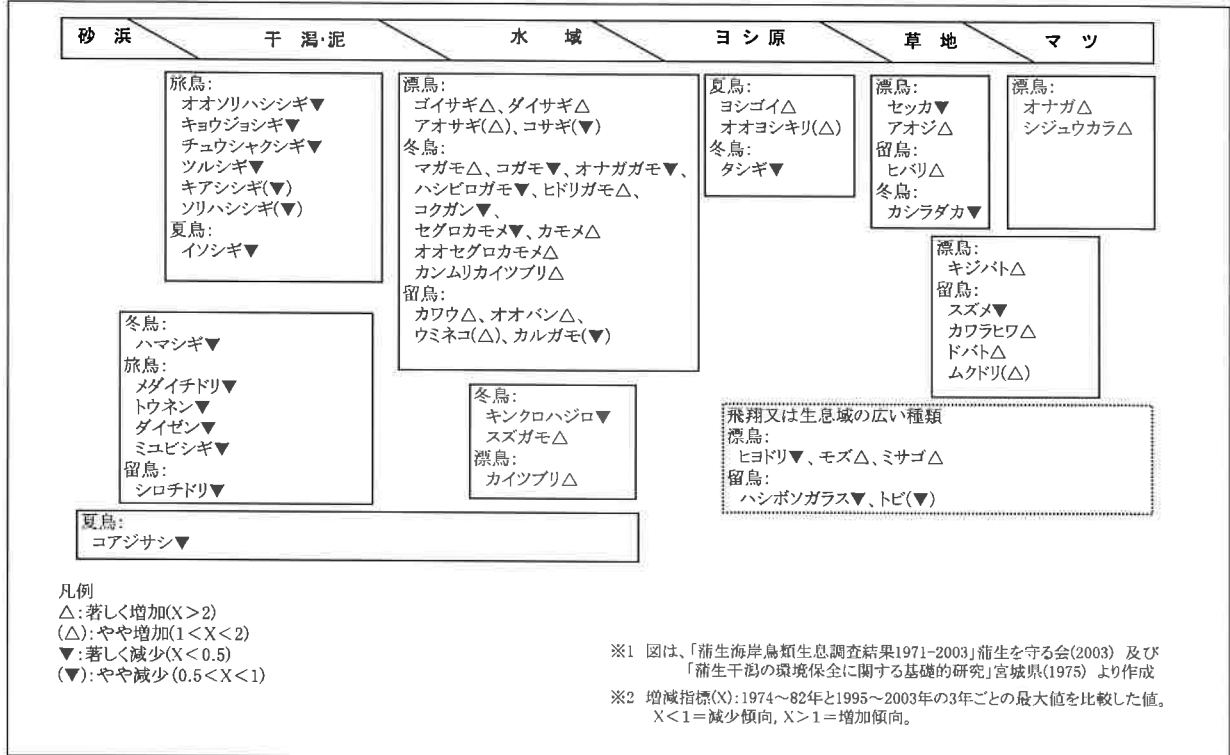 砂 浜
干 潟・泥
水 域
ヨ シ 原
草 地
マ ツ
旅鳥:
オオソリハシシギ▼
キョウジョシギ▼
チュウシャクシギ▼
ツルシギ▼
キアシシギ(▼)
ソリハシシギ(▼)
夏鳥:
イソシギ▼
漂鳥:
ゴイサギ△、ダイサギ△
アオサギ(△)、コサギ(▼)
冬鳥:
マガモ△、コガモ▼、オナガガモ▼、
ハシビロガモ▼、ヒドリガモ△、
コクガン▼、
セグロカモメ▼、カモメ△
オオセグロカモメ△
カンムリカイツブリ△
留鳥:
カワウ△、オオバン△、
ウミネコ(△)、カルガモ(▼)
夏鳥:
ヨシゴイ△
オオヨシキリ(△)
冬鳥:
タシギ▼
漂鳥:
セッカ▼
アオジ△
留鳥:
ヒバリ△
冬鳥:
カシラダカ▼
漂鳥:
オナガ△
シジュウカラ△
漂鳥:
キジバト△
留鳥:
スズメ▼
カワラヒワ△
ドバト△
ムクドリ(△)
冬鳥:
ハマシギ▼
旅鳥:
メダイチドリ▼
トウネン▼
ダイゼン▼
ミユビシギ▼
留鳥:
シロチドリ▼
冬鳥:
キンクロハジロ▼
スズガモ△
漂鳥:
カイツブリ△
飛翔又は生息域の広い種類
漂鳥:
ヒヨドリ▼、モズ△、ミサゴ△
留鳥:
ハシボソガラス▼、トビ(▼)
夏鳥:
コアジサシ▼
凡例
△:著しく増加(X>2)
(△):やや増加(1<X<2)
▼:著しく減少(X<0.5)
(▼):やや減少(0.5<X<1)
※1 図は、「蒲生海岸鳥類生息調査結果1971-2003」蒲生を守る会(2003) 及び
「蒲生干潟の環境保全に関する基礎的研究」宮城県(1975) より作成
※2 増減指標(X):1974~82年と1995~2003年の3年ごとの最大値を比較した値。
X<1=減少傾向, X>1=増加傾向。